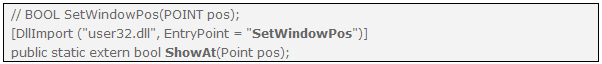 // BOOL SetWindowPos(POINT pos);
[DllImport ("user32.dll", EntryPoint = "SetWindowPos")]
public static extern bool ShowAt(Point pos);